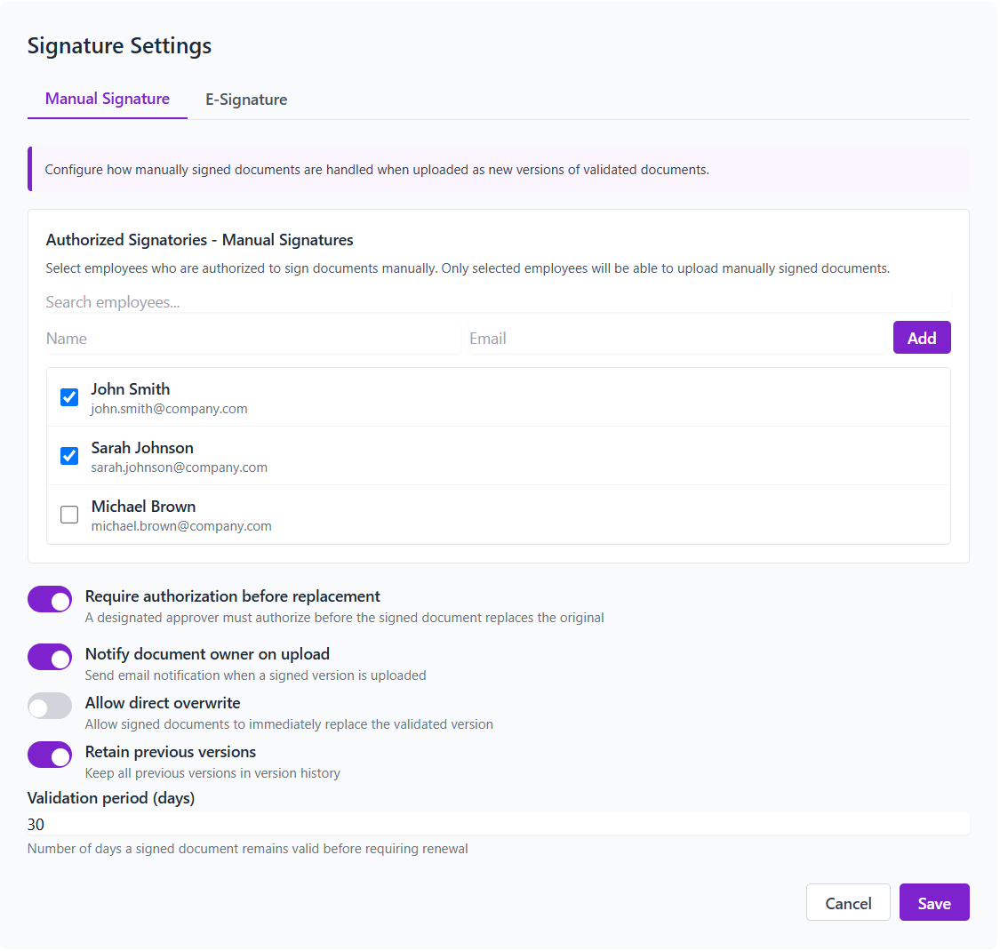 Signature Settings
Manual Signature
E-Signature
Configure how manually signed documents are handled when uploaded as new versions of validated documents.
Authorized Signatories - Manual Signatures
Select employees who are authorized to sign documents manually. Only selected employees will be able to upload manually signed documents.
Search employees...
Name
Email
Add
John Smith
john.smith@company.com
Sarah Johnson
sarah.johnson@company.com
Michael Brown
michael.brown@company.com
Require authorization before replacement
A designated approver must authorize before the signed document replaces the original
Notify document owner on upload
Send email notification when a signed version is uploaded
Allow direct overwrite
Allow signed documents to immediately replace the validated version
Retain previous versions
Keep all previous versions in version history
Validation period (days)
30
Number of days a signed document remains valid before requiring renewal
Cancel
Save